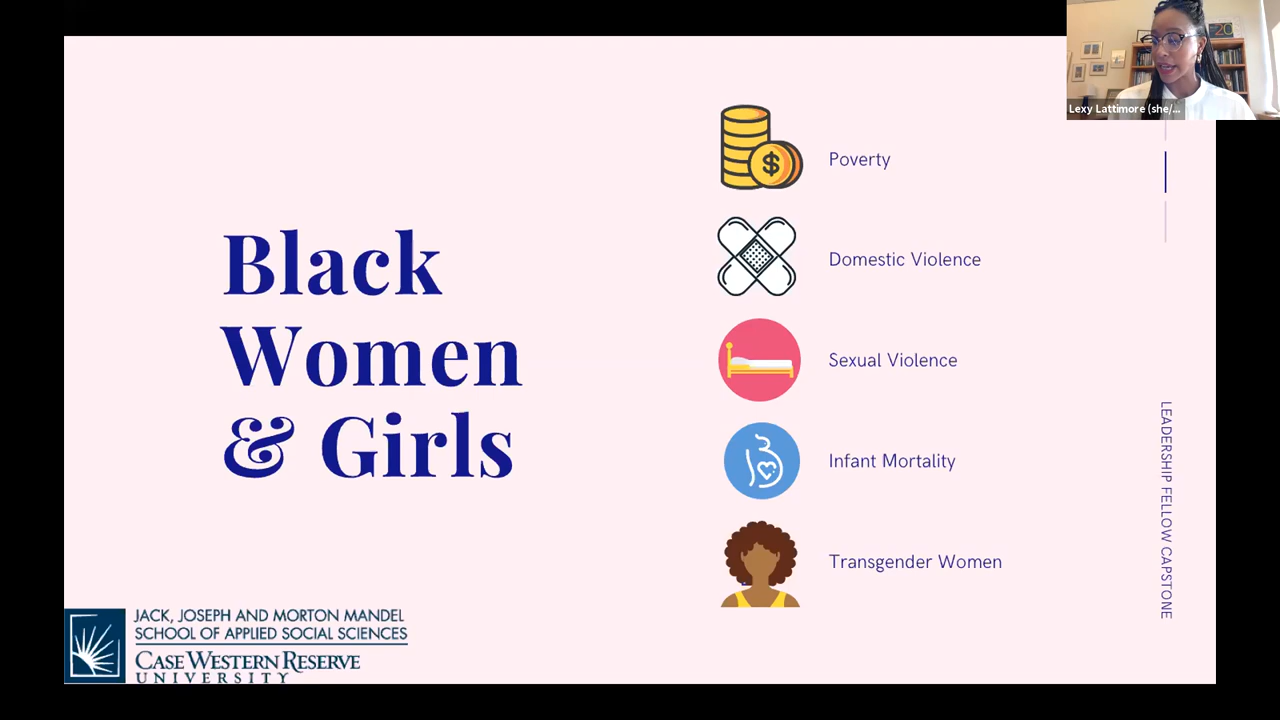 Lexy Lattimore (she/...
Black
Women
& Girls
$
Poverty
Domestic Violence
Sexual Violence
Infant Mortality
Transgender Women
LEADERSHIP FELLOW CAPSTONE
JACK, JOSEPH AND MORTON MANDEL
SCHOOL OF APPLIED SOCIAL SCIENCES
CASE WESTERN RESERVE
UNIVERSITY